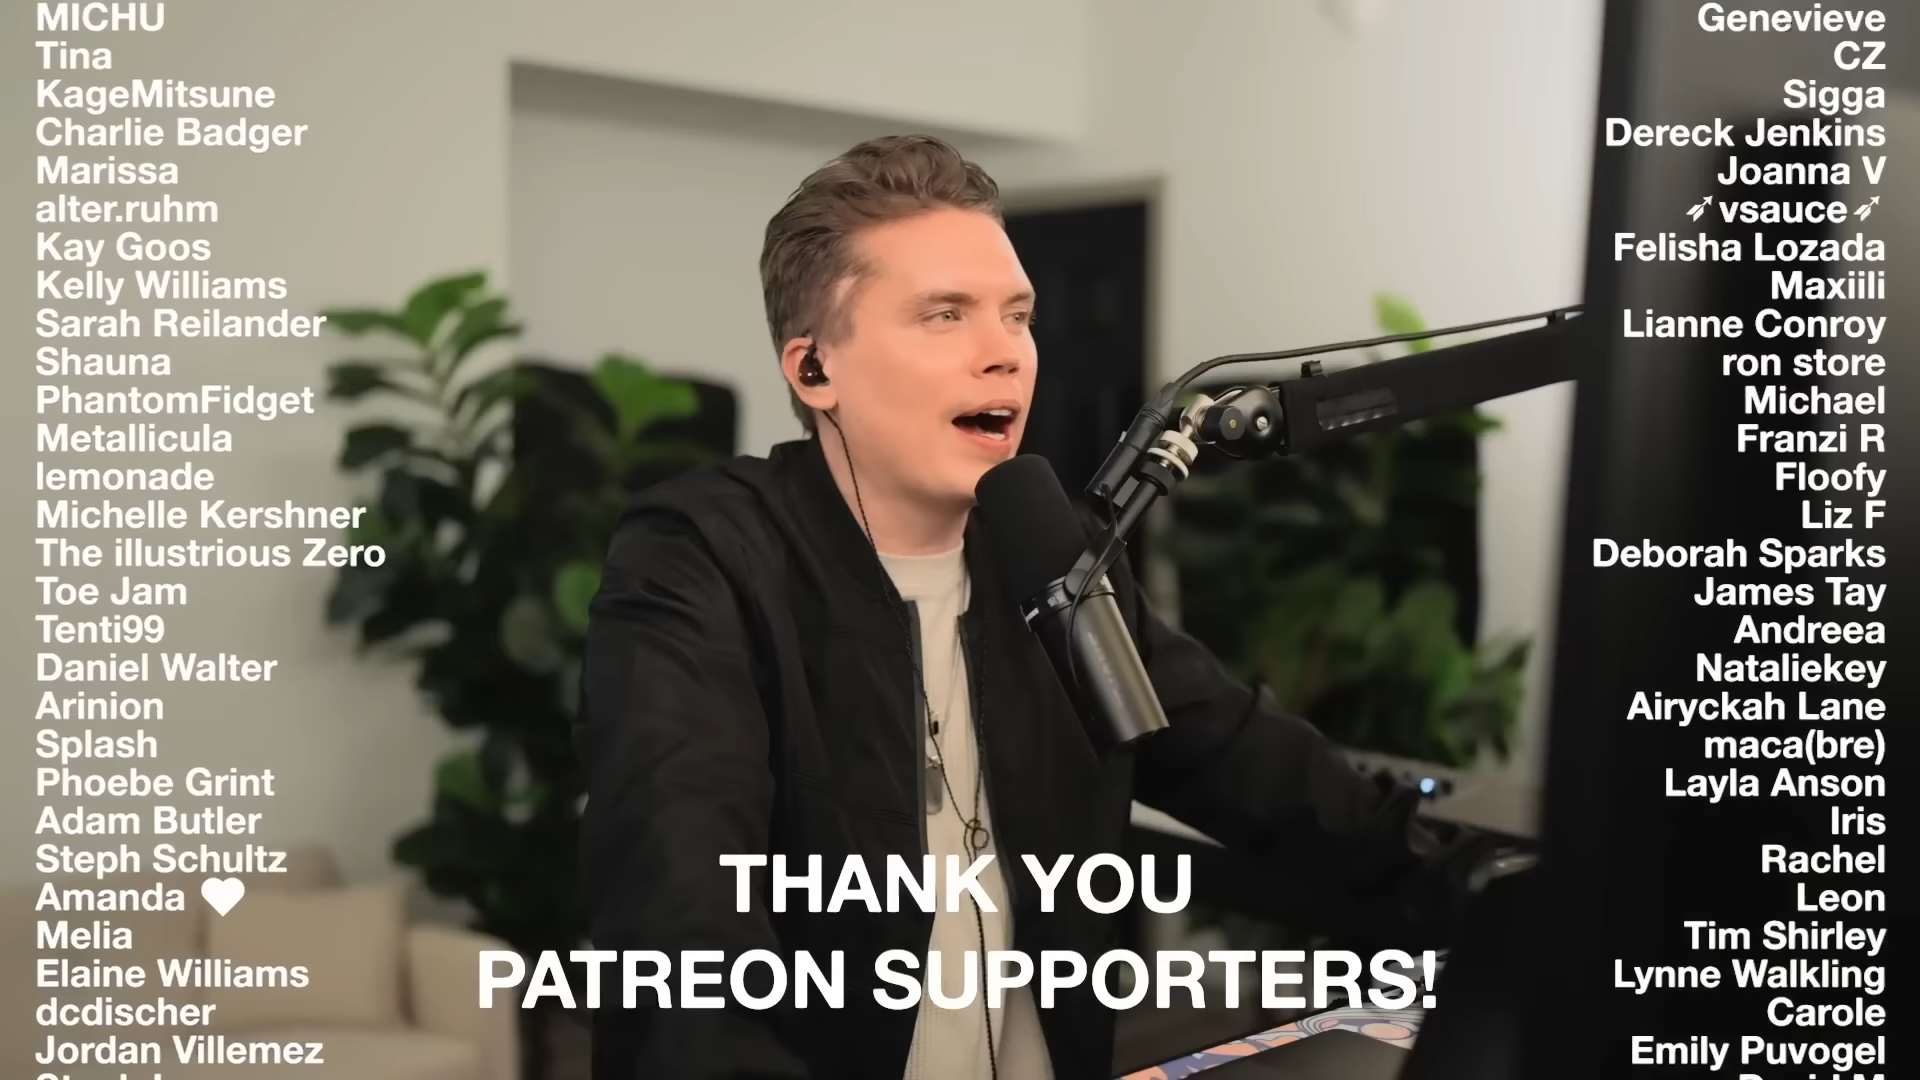 MICHU
Tina
KageMitsune
Charlie Badger
Marissa
alter.ruhm
Kay Goos
Kelly Williams
Sarah Reilander
Shauna
PhantomFidget
Metallicula
lemonade
Michelle Kershner
The illustrious Zero
Toe Jam
Tenti99
Daniel Walter
Arinion
Splash
Phoebe Grint
Adam Butler
Steph Schultz
Amanda 🤍
Melia
Elaine Williams
dcdischer
Jordan Villemez
Genevieve
CZ
Sigga
Dereck Jenkins
Joanna V
➶vsauce➶
Felisha Lozada
Maxiili
Lianne Conroy
ron store
Michael
Franzi R
Floofy
Liz F
Deborah Sparks
James Tay
Andreea
Nataliekey
Airyckah Lane
maca(bre)
Layla Anson
Iris
Rachel
Leon
Tim Shirley
Lynne Walkling
Carole
Emily Puvogel
THANK YOU
PATREON SUPPORTERS!